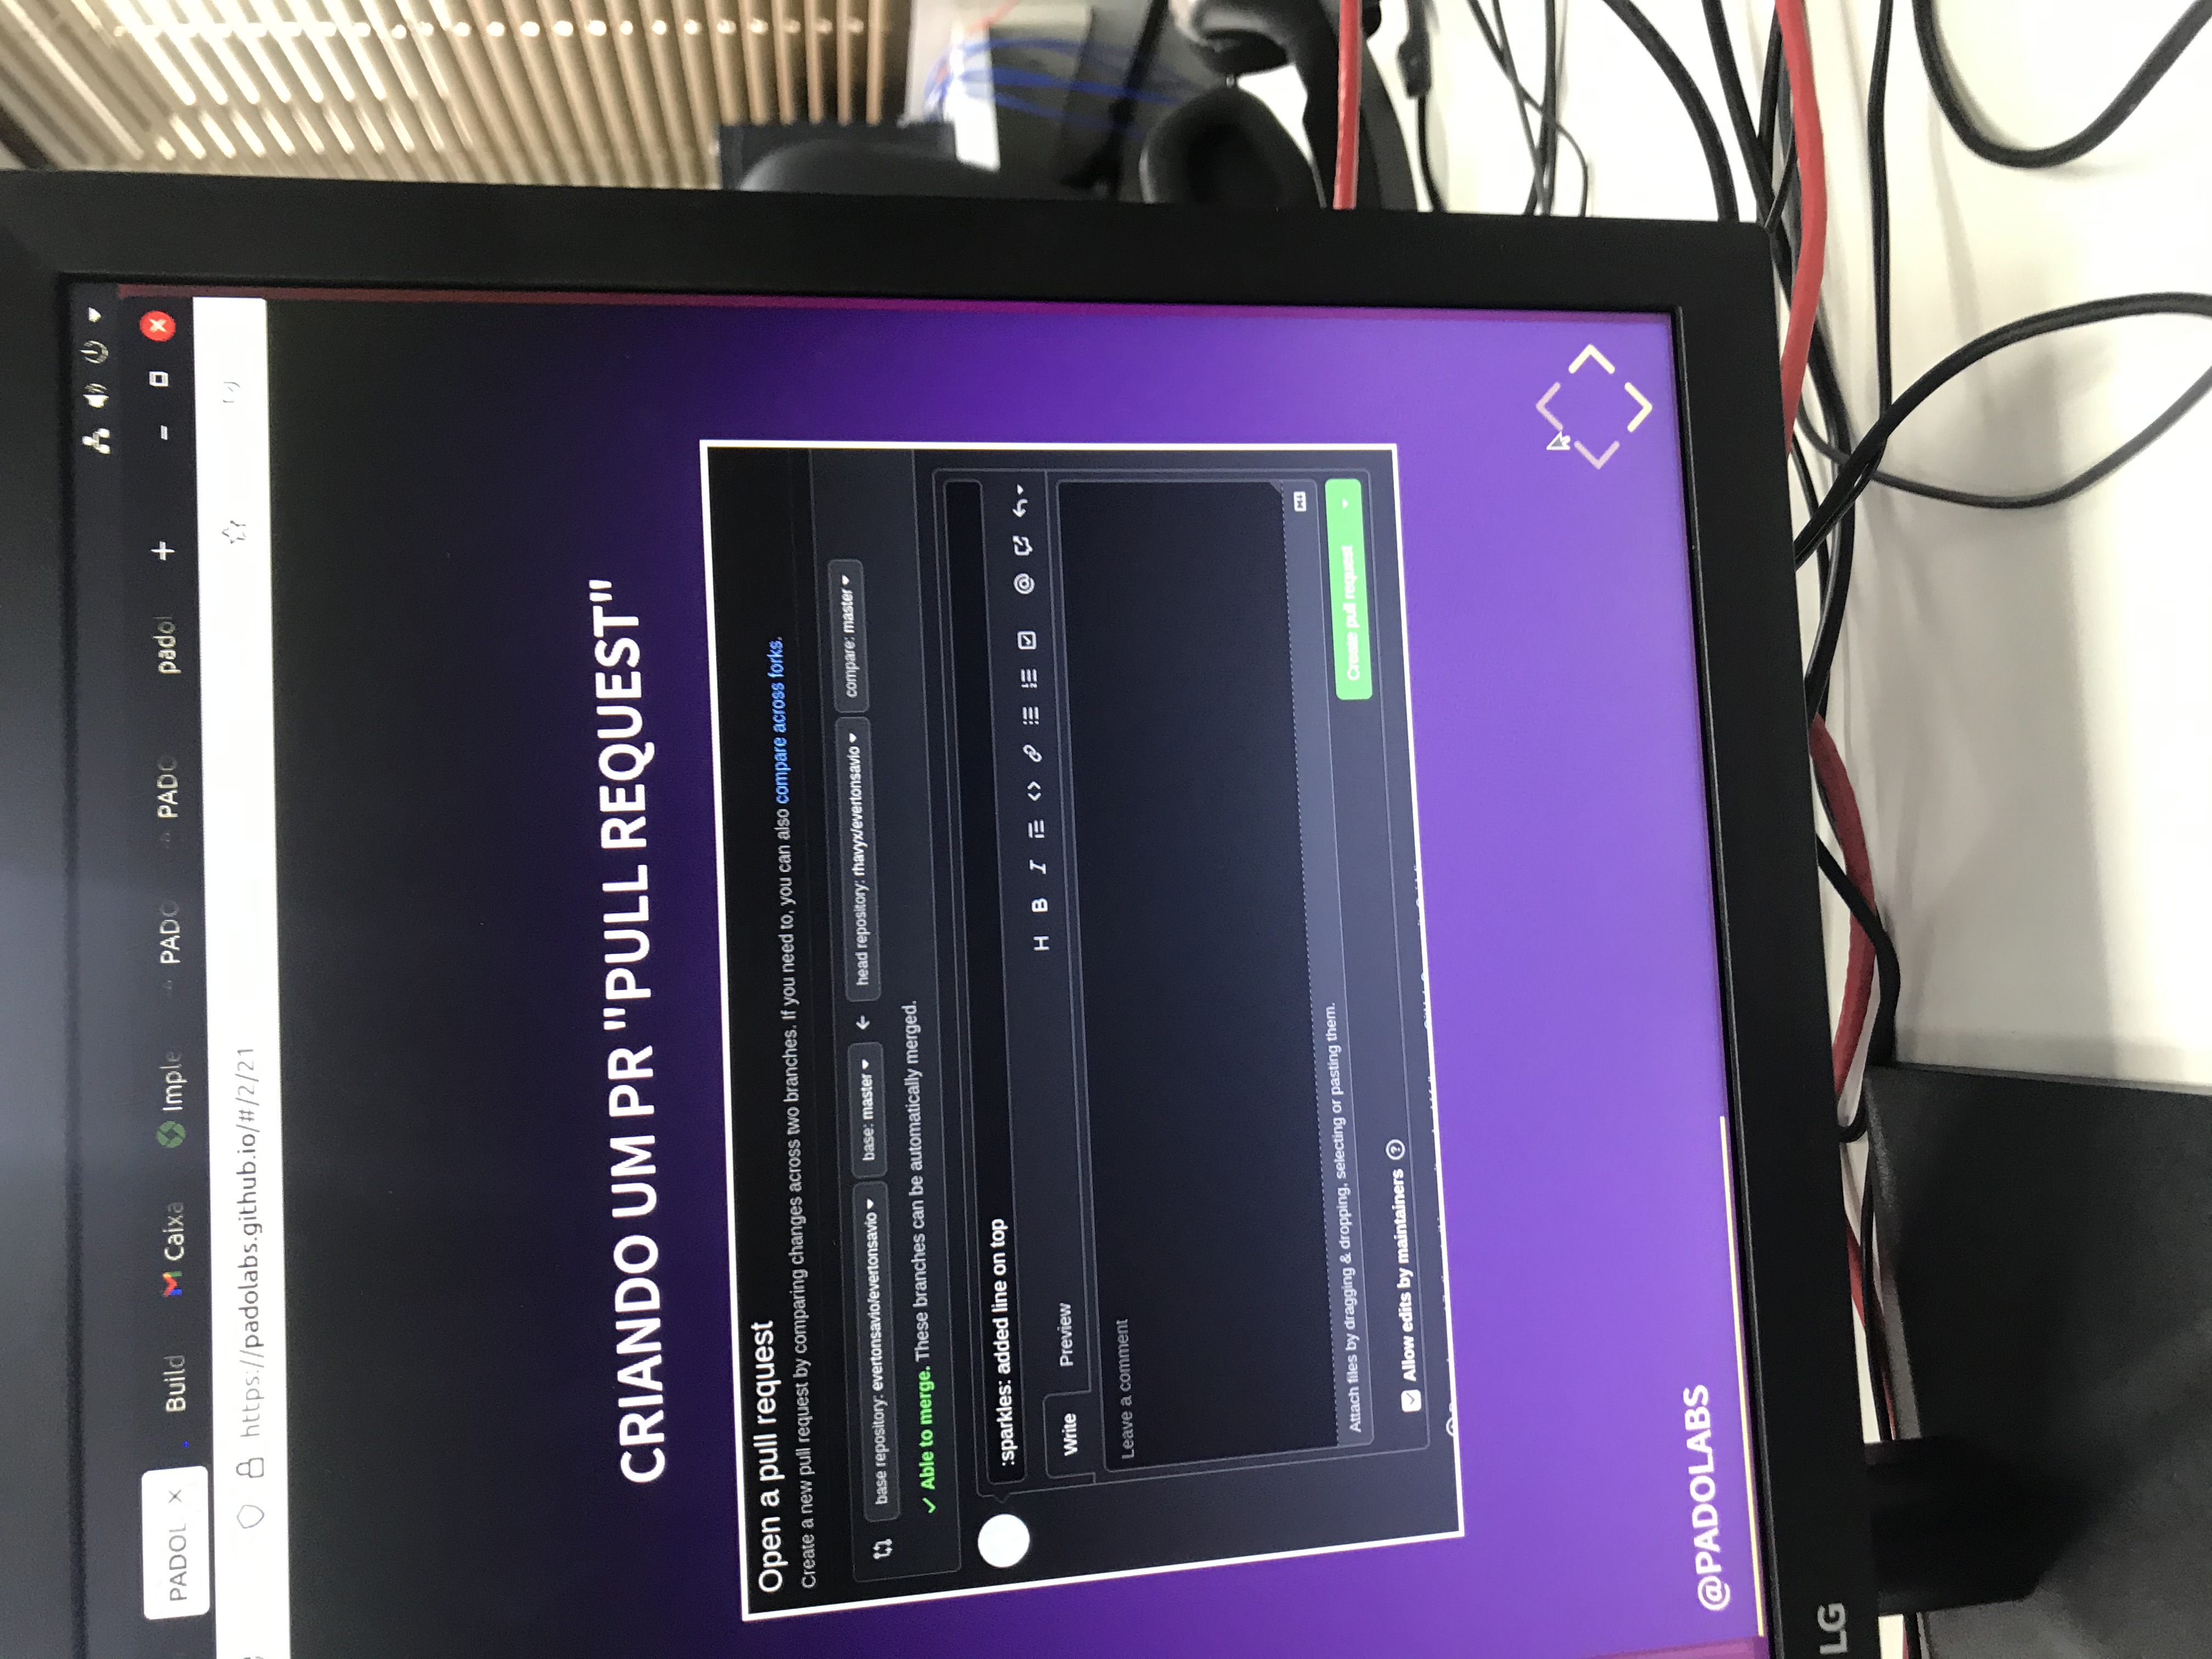 PADOL
Build
Caixa
Imple
PADO
PADO
padol
https://padolabs.github.io/#/2/21
CRIANDO UM PR "PULL REQUEST"
Open a pull request
Create a new pull request by comparing changes across two branches. If you need to, you can also compare across forks.
base repository: evertonsavio/evertonsavio
base: master
head repository: rhavyx/evertonsavio
compare: master
Able to merge. These branches can be automatically merged.
:sparkles: added line on top
Write
Preview
Leave a comment
Attach files by dragging & dropping, selecting or pasting them.
Create pull request
Allow edits by maintainers
@PADOLABS
LG